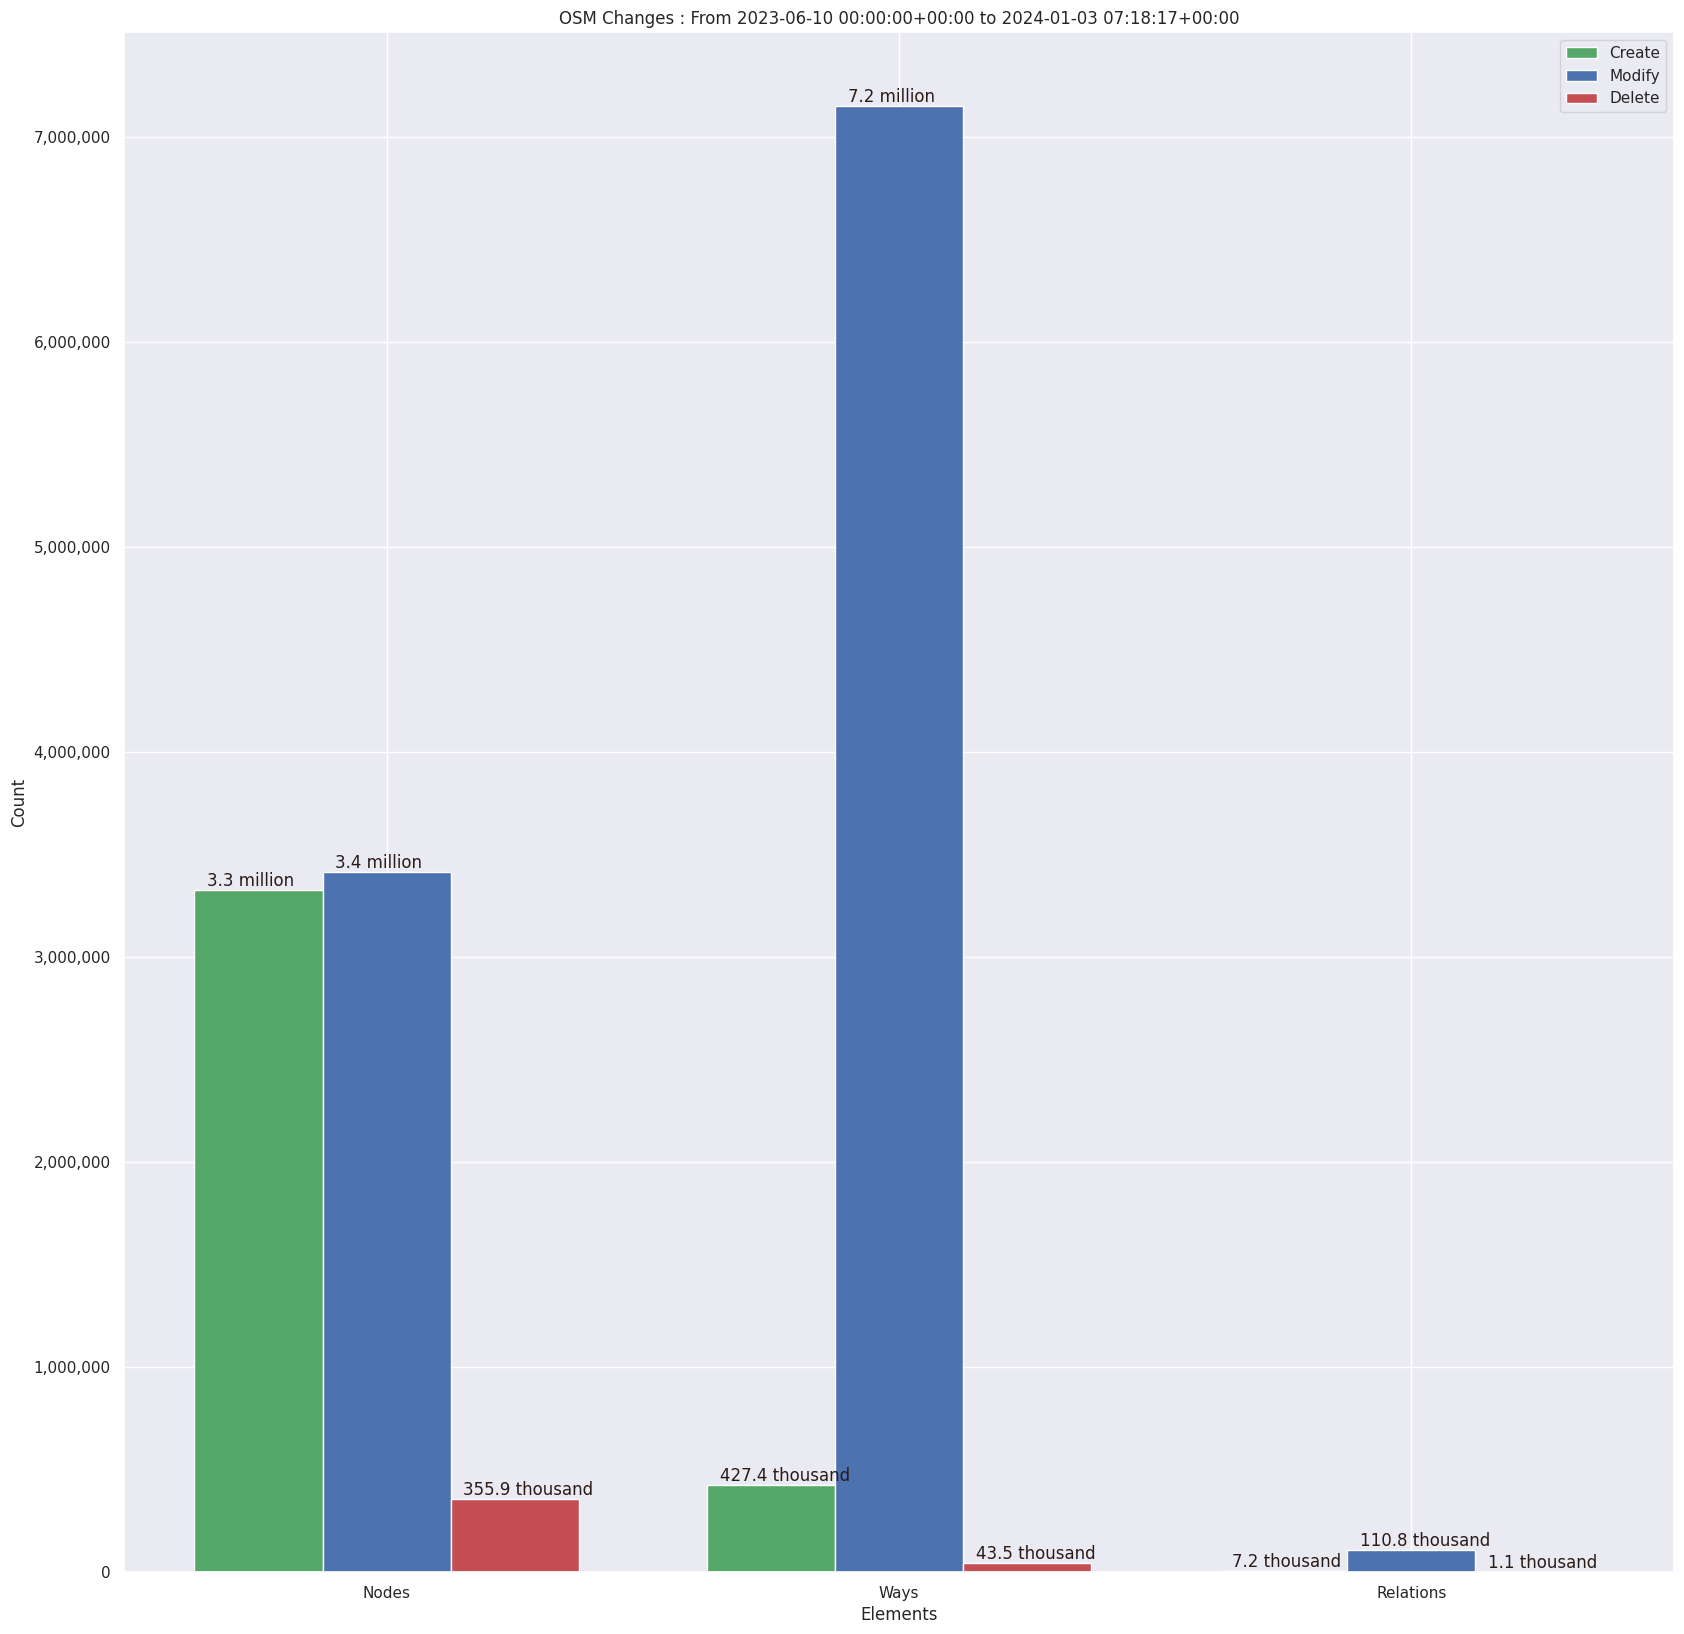 OSM Changes : From 2023-06-10 00:00:00+00:00 to 2024-01-03 07:18:17+00:00
Create
Modify
Delete
7,000,000
6,000,000
5,000,000
4,000,000
3,000,000
2,000,000
1,000,000
0
Count
3.3 million
3.4 million
355.9 thousand
427.4 thousand
7.2 million
43.5 thousand
7.2 thousand
110.8 thousand
1.1 thousand
Nodes
Ways
Relations
Elements